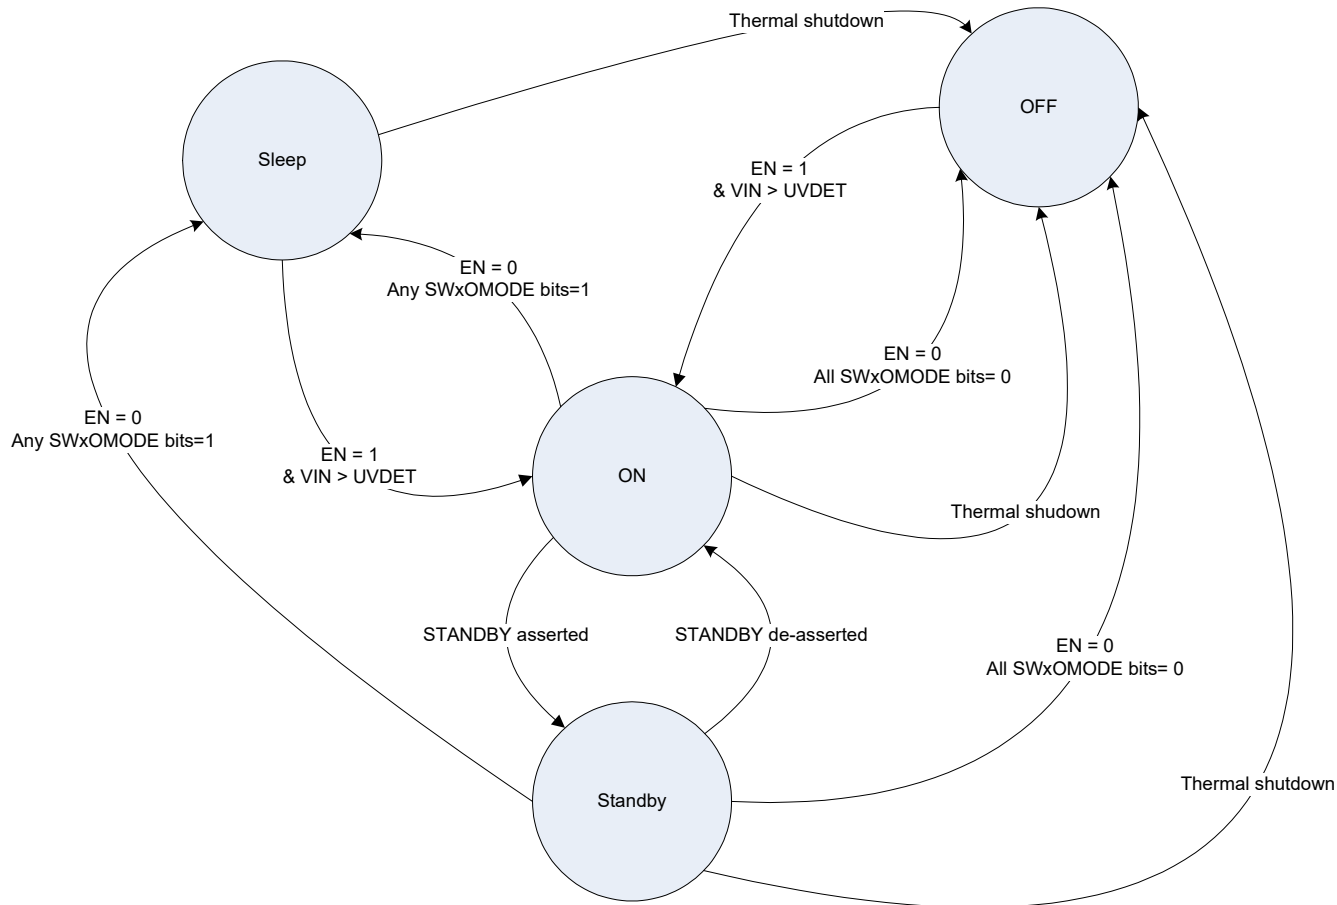 Thermal shutdown
OFF
Sleep
EN = 1
& VIN > UVDET
EN = 0
Any SWxOMODE bits=1
EN = 0
All SWxOMODE bits= 0
EN = 0
Any SWxOMODE bits=1
EN = 1
& VIN > UVDET
ON
Thermal shudown
STANDBY asserted
STANDBY de-asserted
EN = 0
All SWxOMODE bits= 0
Thermal shutdown
Standby